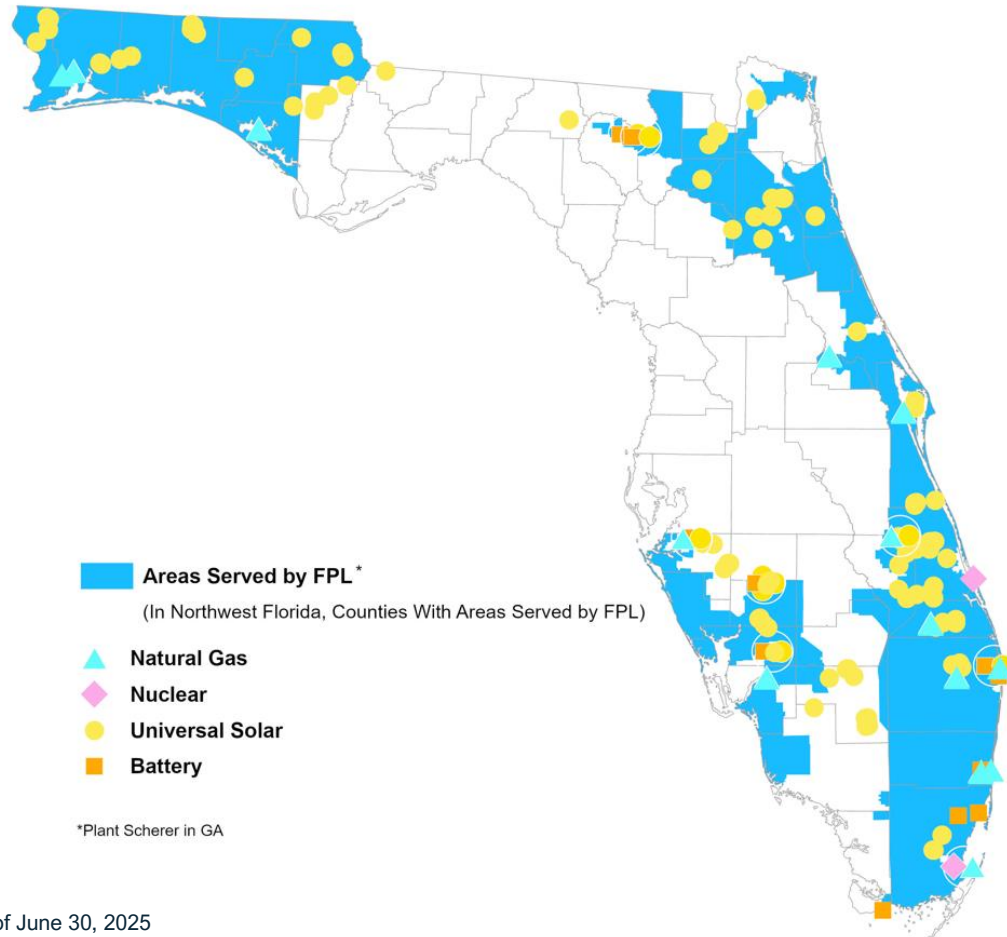 Areas Served by FPL*
(In Northwest Florida, Counties With Areas Served by FPL)
Natural Gas
Nuclear
Universal Solar
Battery
*Plant Scherer in GA
of June 30, 2025